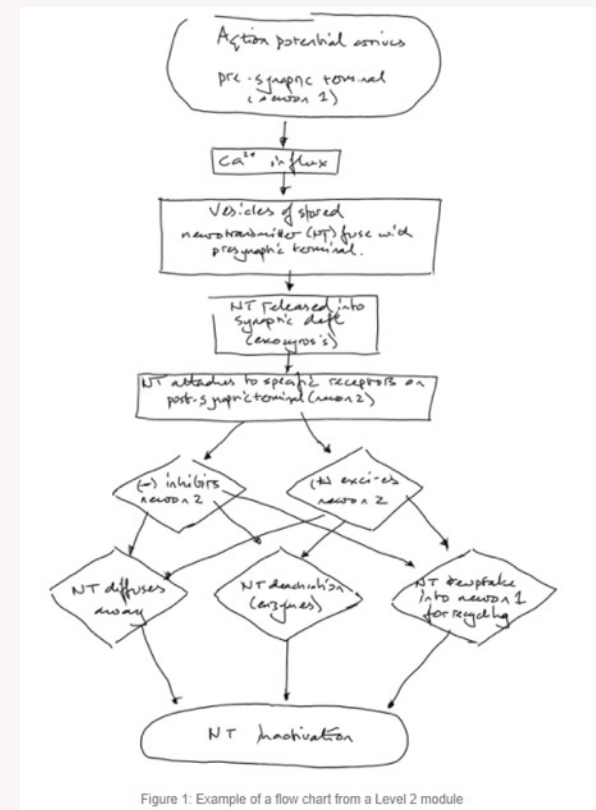 Action potential arrives
pre-synaptic terminal
(neuron 1)
Ca²⁺ influx
Vesicles of stored
neurotransmitter (NT) fuse with
presynaptic terminal.
NT released into
synaptic cleft
(exocytosis)
NT attaches to specific receptors on
post-synaptic terminal (neuron 2)
(-) inhibits
neuron 2
(+) excites
neuron 2
NT diffuses
away
NT deactivation
(enzymes)
NT reuptake
into neuron 1
for recycling
NT Inactivation
Figure 1: Example of a flow chart from a Level 2 module